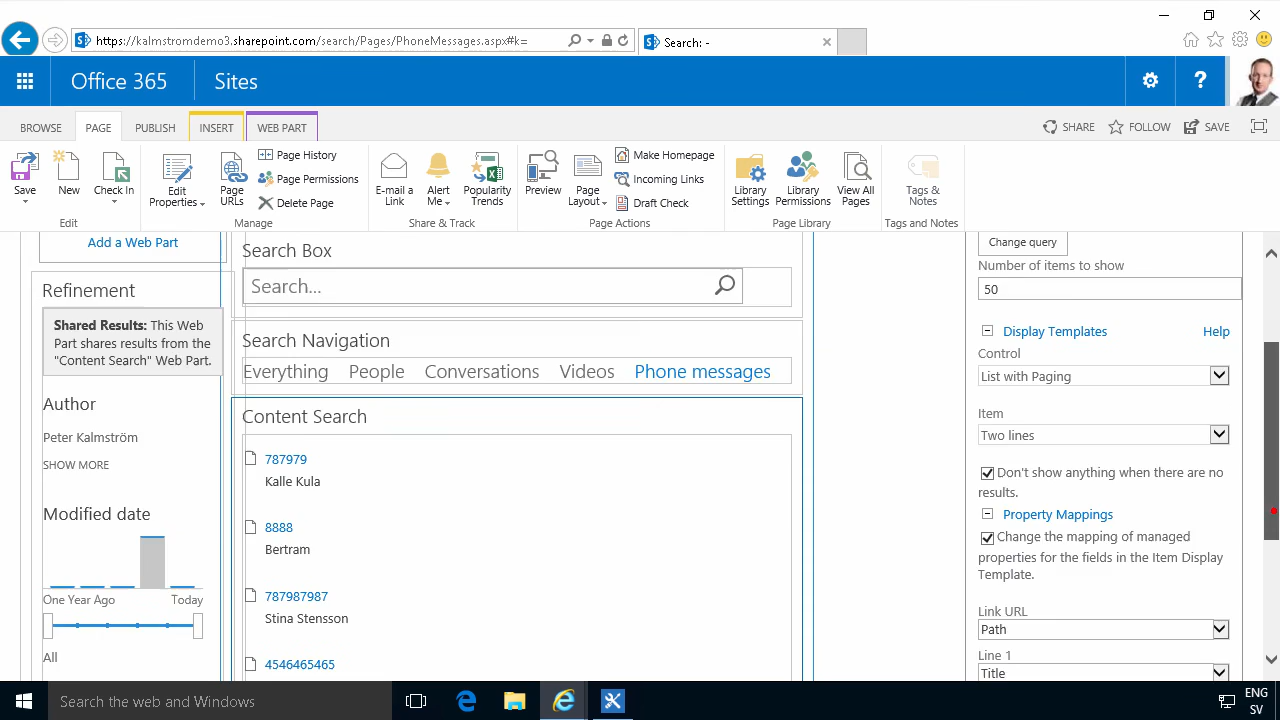 https://kalmstromdemo3.sharepoint.com/search/Pages/PhoneMessages.aspx#k=
Search: -
Office 365
Sites
?
BROWSE
PAGE
PUBLISH
INSERT
WEB PART
SHARE
FOLLOW
SAVE
Save
New
Check In
Edit
Edit Properties
Page URLs
Page History
Page Permissions
Delete Page
Manage
E-mail a Link
Alert Me
Popularity Trends
Share & Track
Preview
Page Layout
Make Homepage
Incoming Links
Draft Check
Page Actions
Library Settings
Library Permissions
View All Pages
Page Library
Tags & Notes
Tags and Notes
Add a Web Part
Refinement
Shared Results: This Web
Part shares results from the
"Content Search" Web Part.
Author
Peter Kalmström
SHOW MORE
Modified date
One Year Ago
Today
All
Search Box
Search...
Search Navigation
Everything
People
Conversations
Videos
Phone messages
Content Search
787979
Kalle Kula
8888
Bertram
787987987
Stina Stensson
4546465465
Change query
Number of items to show
50
Display Templates
Help
Control
List with Paging
Item
Two lines
Don't show anything when there are no
results.
Property Mappings
Change the mapping of managed
properties for the fields in the Item Display
Template.
Link URL
Path
Line 1
Title
Search the web and Windows
ENG
SV